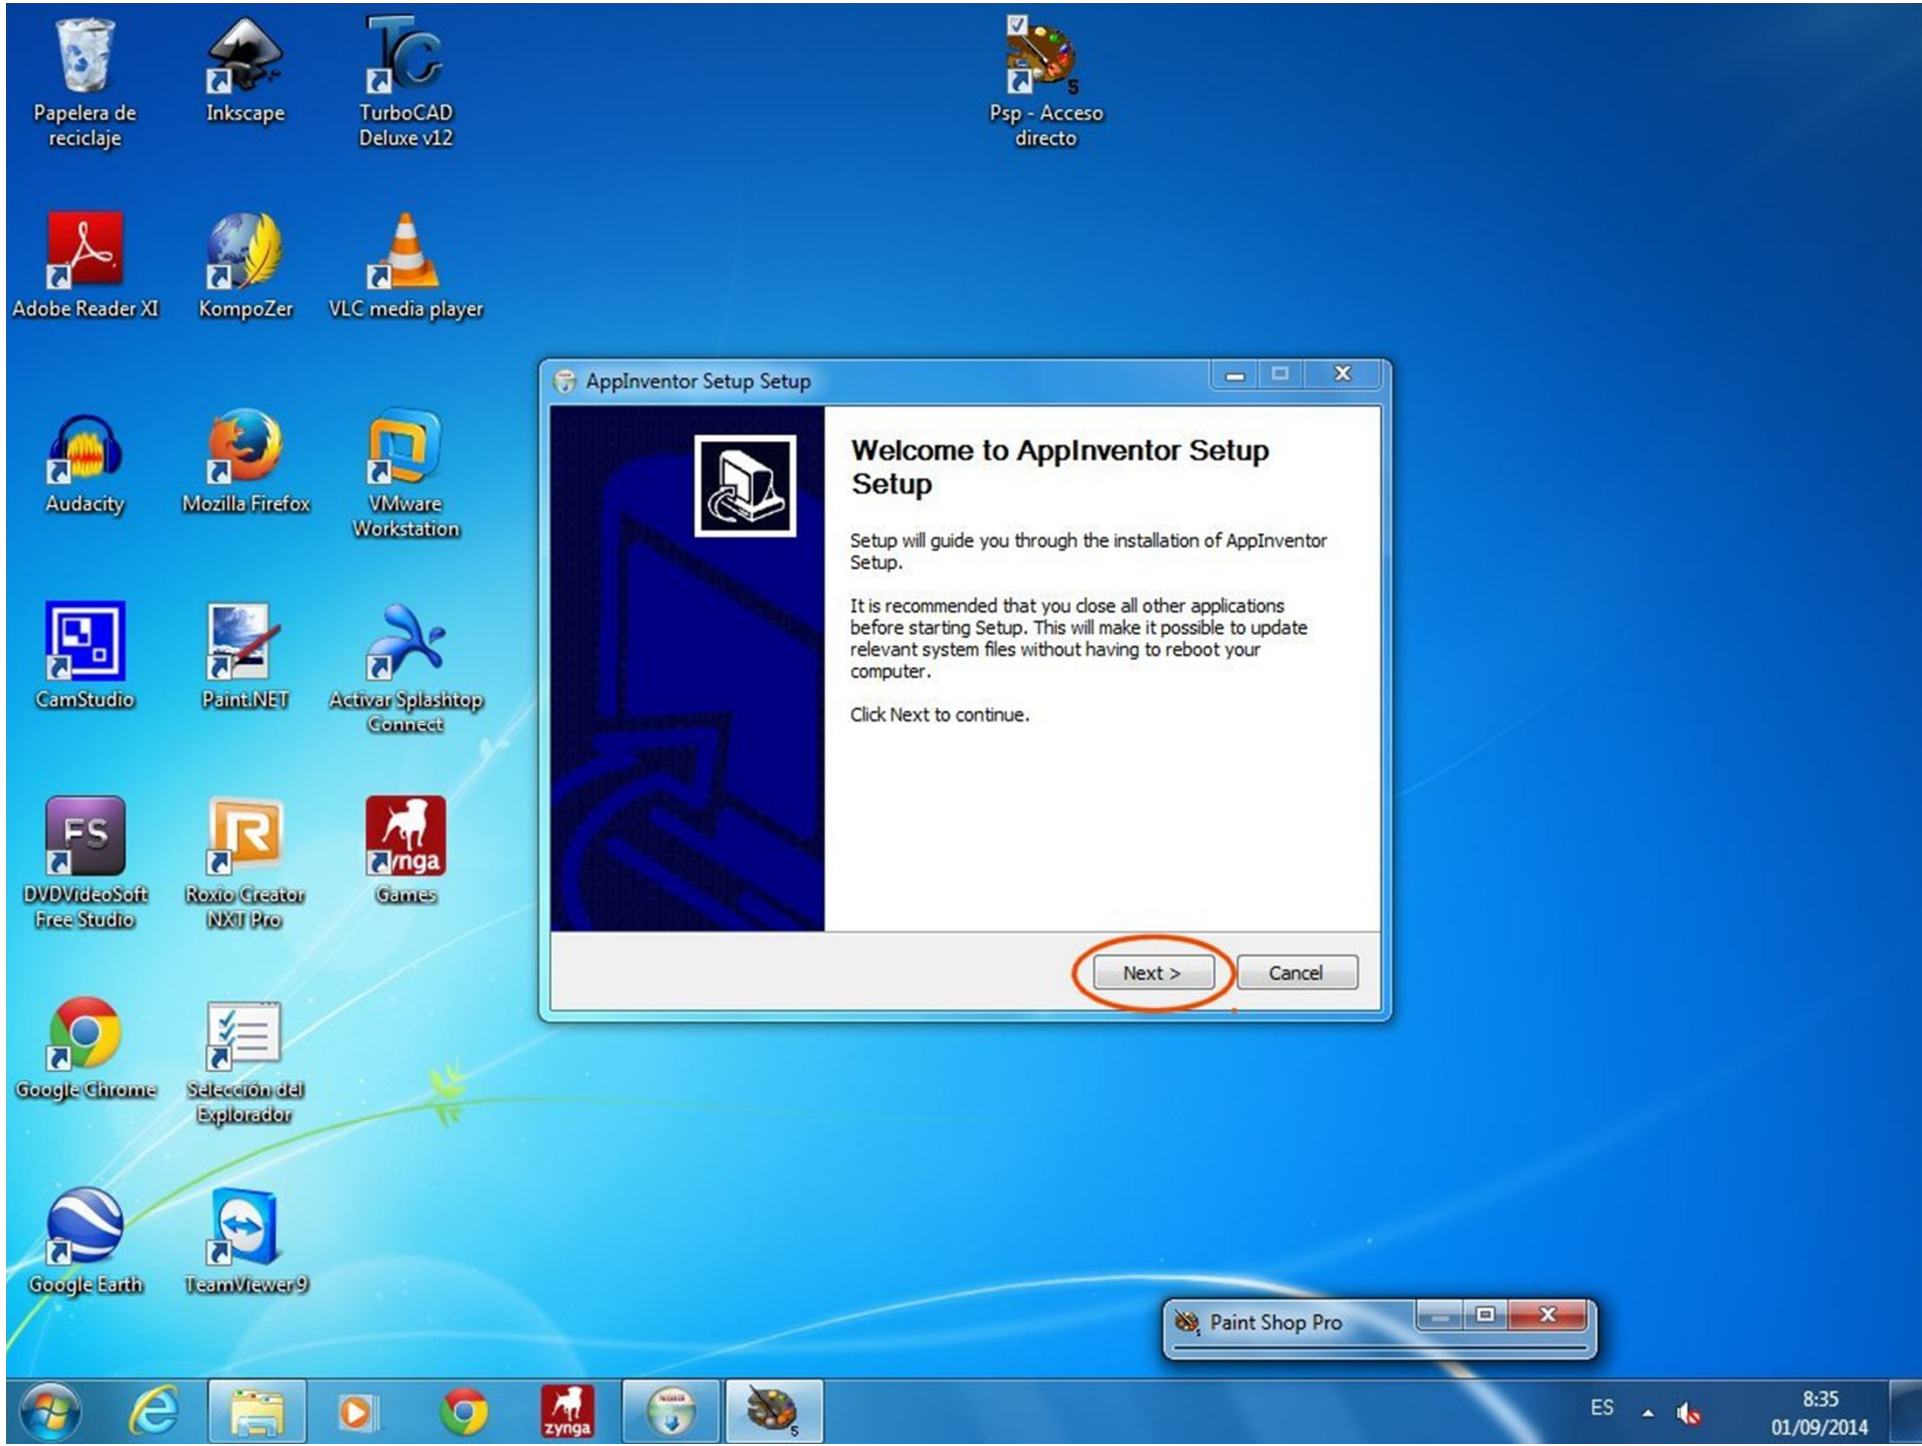 Papelera de
reciclaje
Inkscape
TurboCAD
Deluxe v12
Psp - Acceso
directo
Adobe Reader XI
KompoZer
VLC media player
Audacity
Mozilla Firefox
VMware
Workstation
CamStudio
Paint.NET
Activar Splashtop
Connect
FS
DVDVideoSoft
Free Studio
Roxio Creator
NXT Pro
zynga
Games
Google Chrome
Selección del
Explorador
Google Earth
TeamViewer 9
AppInventor Setup Setup
Welcome to AppInventor Setup
Setup
Setup will guide you through the installation of AppInventor
Setup.
It is recommended that you close all other applications
before starting Setup. This will make it possible to update
relevant system files without having to reboot your
computer.
Click Next to continue.
Next >
Cancel
Paint Shop Pro
zynga
ES
8:35
01/09/2014